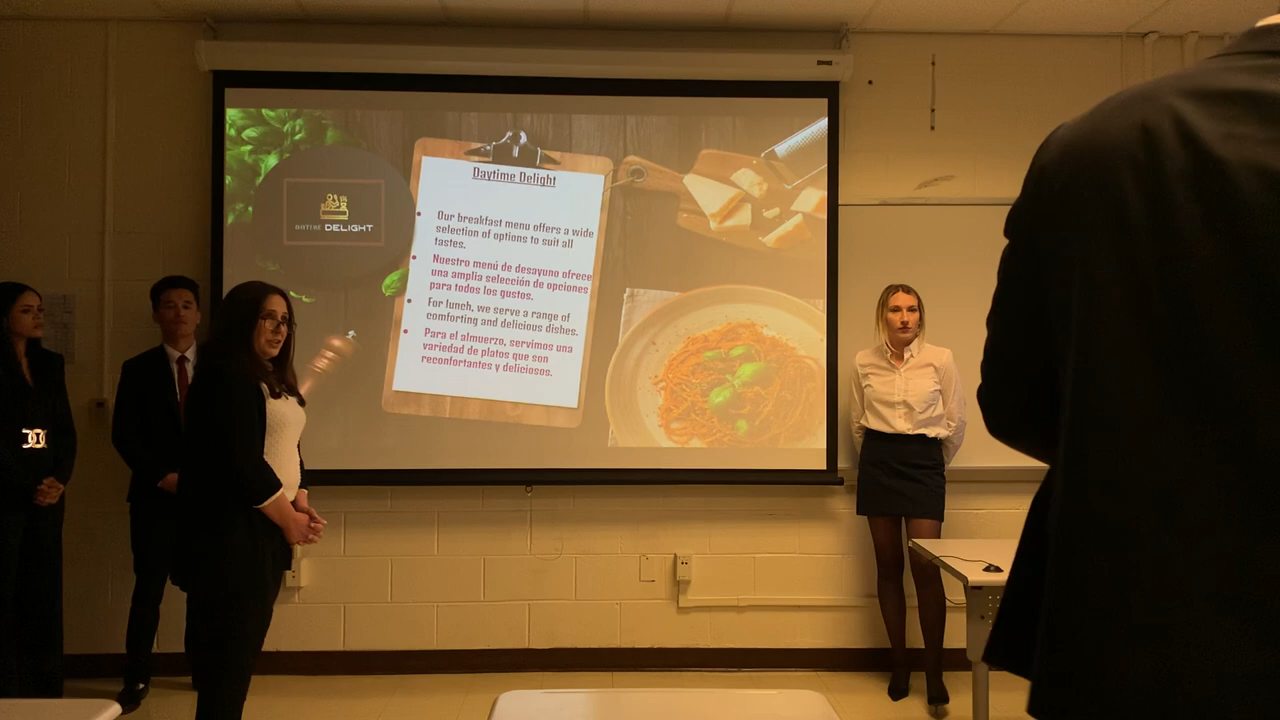 Daytime Delight
DAYTIME DELIGHT
Our breakfast menu offers a wide
selection of options to suit all
tastes.
Nuestro menú de desayuno ofrece
una amplia selección de opciones
para todos los gustos.
For lunch, we serve a range of
comforting and delicious dishes.
Para el almuerzo, servimos una
variedad de platos que son
reconfortantes y deliciosos.